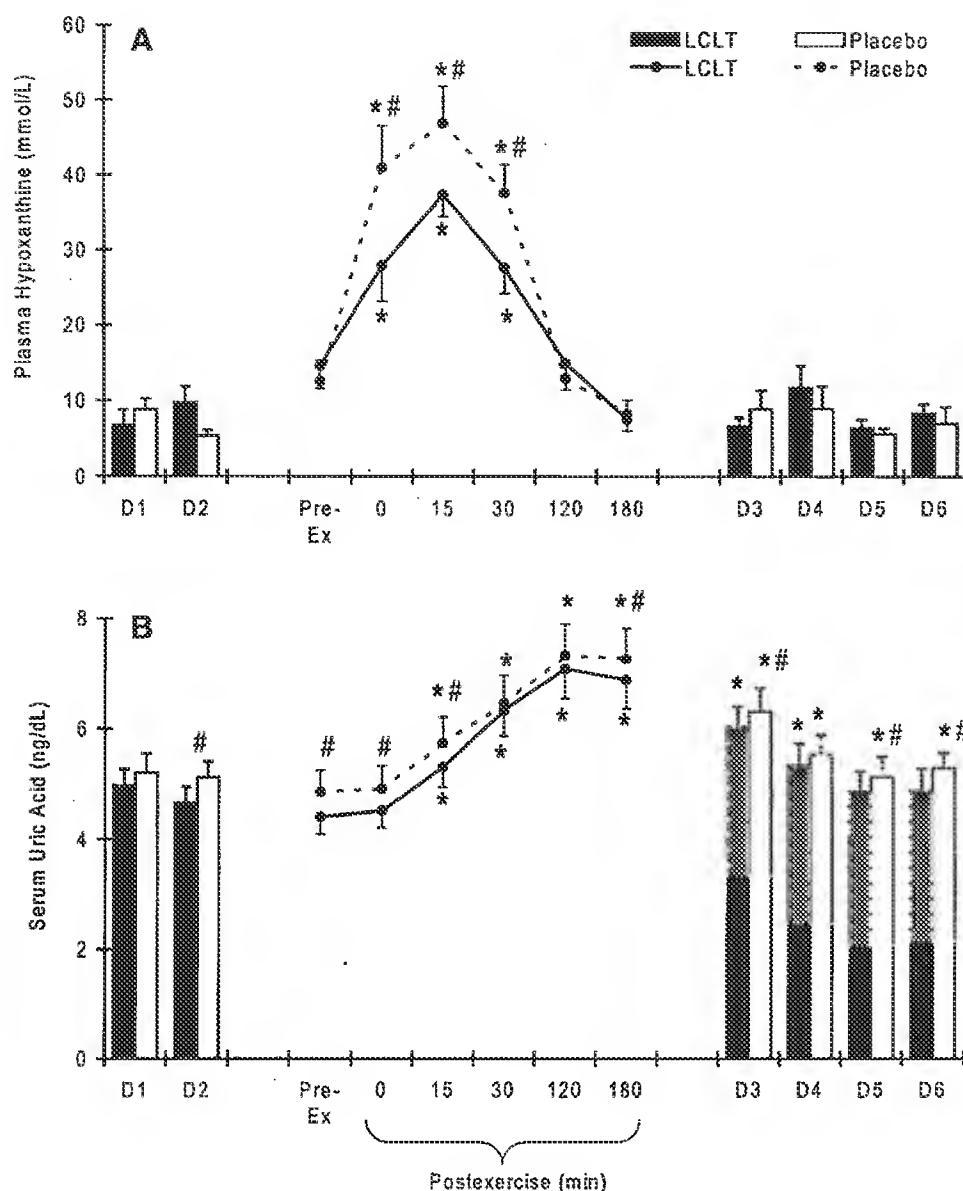 A
LCLT Placebo
LCLT Placebo
Plasma Hypoxanthine (mmol/L)
60
50
40
30
20
10
0
*# *# *#
* * *
D1 D2 Pre-Ex 0 15 30 120 180 D3 D4 D5 D6
B
Serum Uric Acid (ng/dL)
8
6
4
2
0
# # # *# * * *#
* * * *
* *# * * *# *#
D1 D2 Pre-Ex 0 15 30 120 180 D3 D4 D5 D6
Postexercise (min)